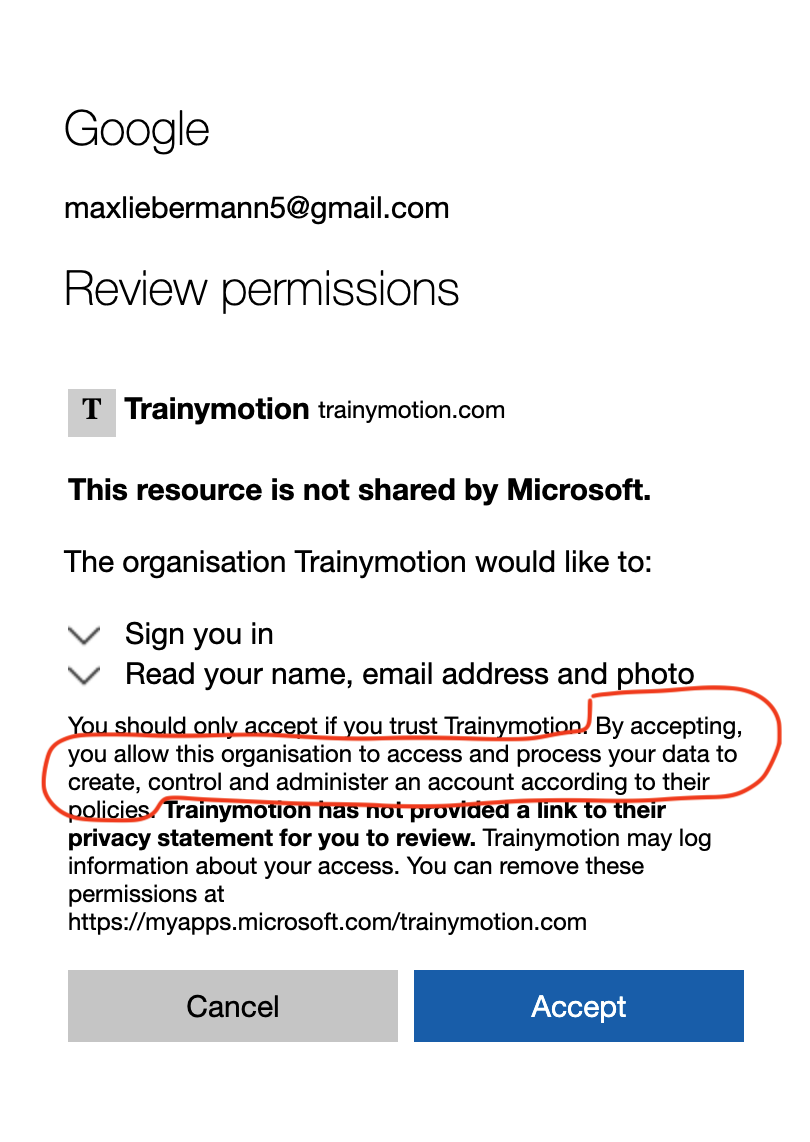 Google
maxliebermann5@gmail.com
Review permissions
T Trainymotion trainymotion.com
This resource is not shared by Microsoft.
The organisation Trainymotion would like to:
Sign you in
Read your name, email address and photo
You should only accept if you trust Trainymotion. By accepting,
you allow this organisation to access and process your data to
create, control and administer an account according to their
policies. Trainymotion has not provided a link to their
privacy statement for you to review. Trainymotion may log
information about your access. You can remove these
permissions at
https://myapps.microsoft.com/trainymotion.com
Cancel Accept